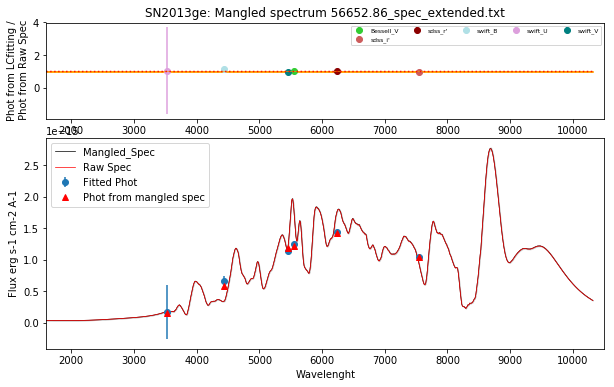 SN2013ge: Mangled spectrum 56652.86_spec_extended.txt
Phot from LCfitting /
Phot from Raw Spec
4
2
0
Bessell_V
sdss_r'
swift_B
swift_U
swift_V
sdss_i'
2000 3000 4000 5000 6000 7000 8000 9000 10000
Flux erg s-1 cm-2 A-1
2.5
2.0
1.5
1.0
0.5
0.0
Mangled_Spec
Raw Spec
Fitted Phot
Phot from mangled spec
2000 3000 4000 5000 6000 7000 8000 9000 10000
Wavelenght